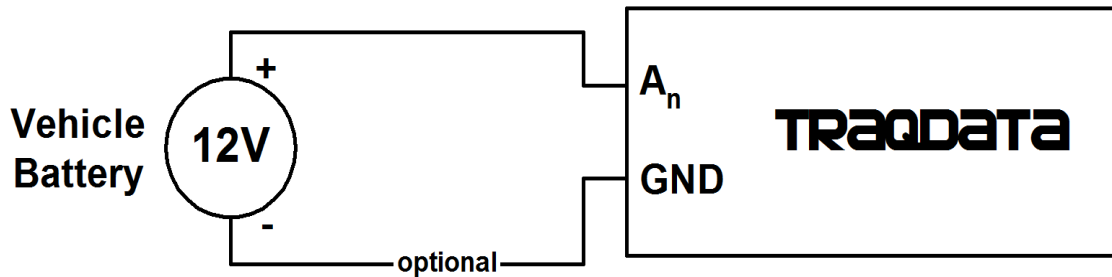 Vehicle
Battery
+
12V
-
optional
An
GND
TRAQDATA